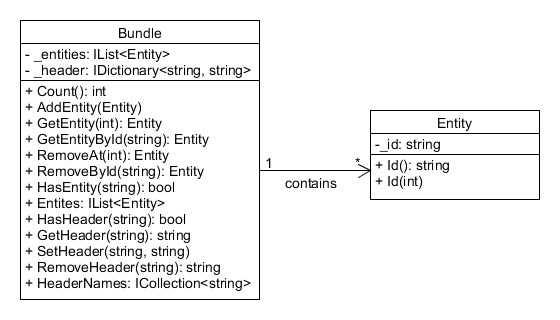 Bundle
- _entities: IList<Entity>
- _header: IDictionary<string, string>
+ Count(): int
+ AddEntity(Entity)
+ GetEntity(int): Entity
+ GetEntityById(string): Entity
+ RemoveAt(int): Entity
+ RemoveById(string): Entity
+ HasEntity(string): bool
+ Entites: IList<Entity>
+ HasHeader(string): bool
+ GetHeader(string): string
+ SetHeader(string, string)
+ RemoveHeader(string): string
+ HeaderNames: ICollection<string>
1
*
contains
Entity
-_id: string
+ Id(): string
+ Id(int)